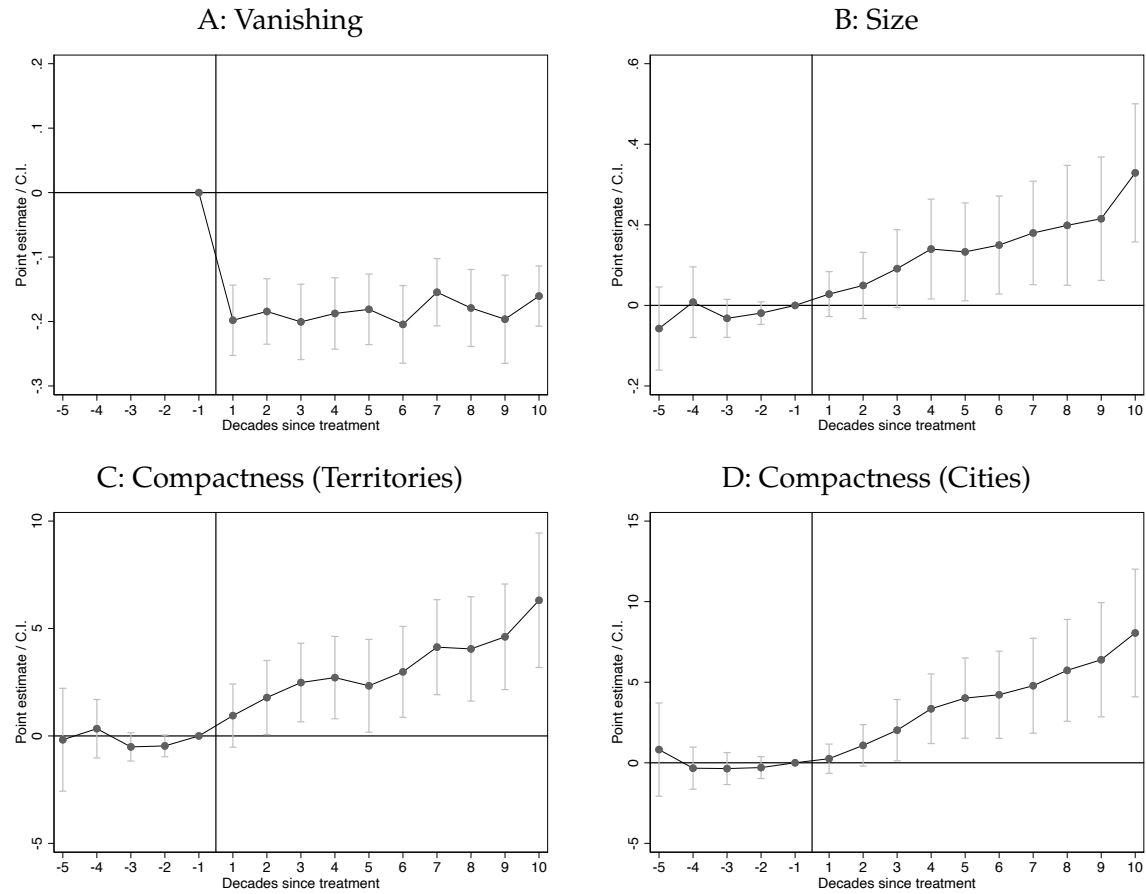 A: Vanishing
Point estimate / C.I.
.2
.1
0
-.1
-.2
-.3
-5 -4 -3 -2 -1 1 2 3 4 5 6 7 8 9 10
Decades since treatment
B: Size
Point estimate / C.I.
.6
.4
.2
0
-.2
-5 -4 -3 -2 -1 1 2 3 4 5 6 7 8 9 10
Decades since treatment
C: Compactness (Territories)
Point estimate / C.I.
10
5
0
-5
-5 -4 -3 -2 -1 1 2 3 4 5 6 7 8 9 10
Decades since treatment
D: Compactness (Cities)
Point estimate / C.I.
15
10
5
0
-5
-5 -4 -3 -2 -1 1 2 3 4 5 6 7 8 9 10
Decades since treatment